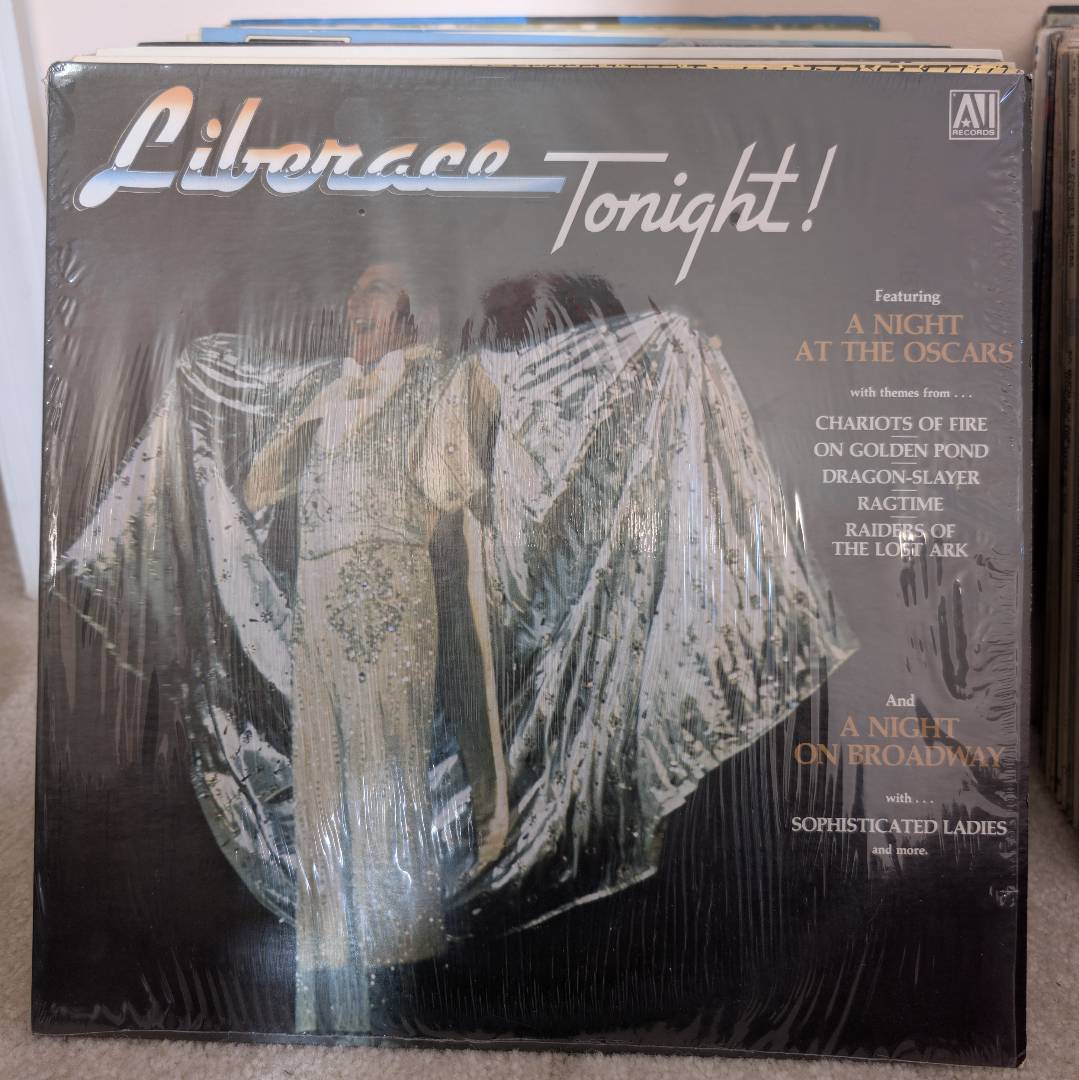 Liberace Tonight!
AVI
RECORDS
Featuring
A NIGHT
AT THE OSCARS
with themes from . . .
CHARIOTS OF FIRE
ON GOLDEN POND
DRAGON-SLAYER
RAGTIME
RAIDERS OF
THE LOST ARK
And
A NIGHT
ON BROADWAY
with . . .
SOPHISTICATED LADIES
and more.